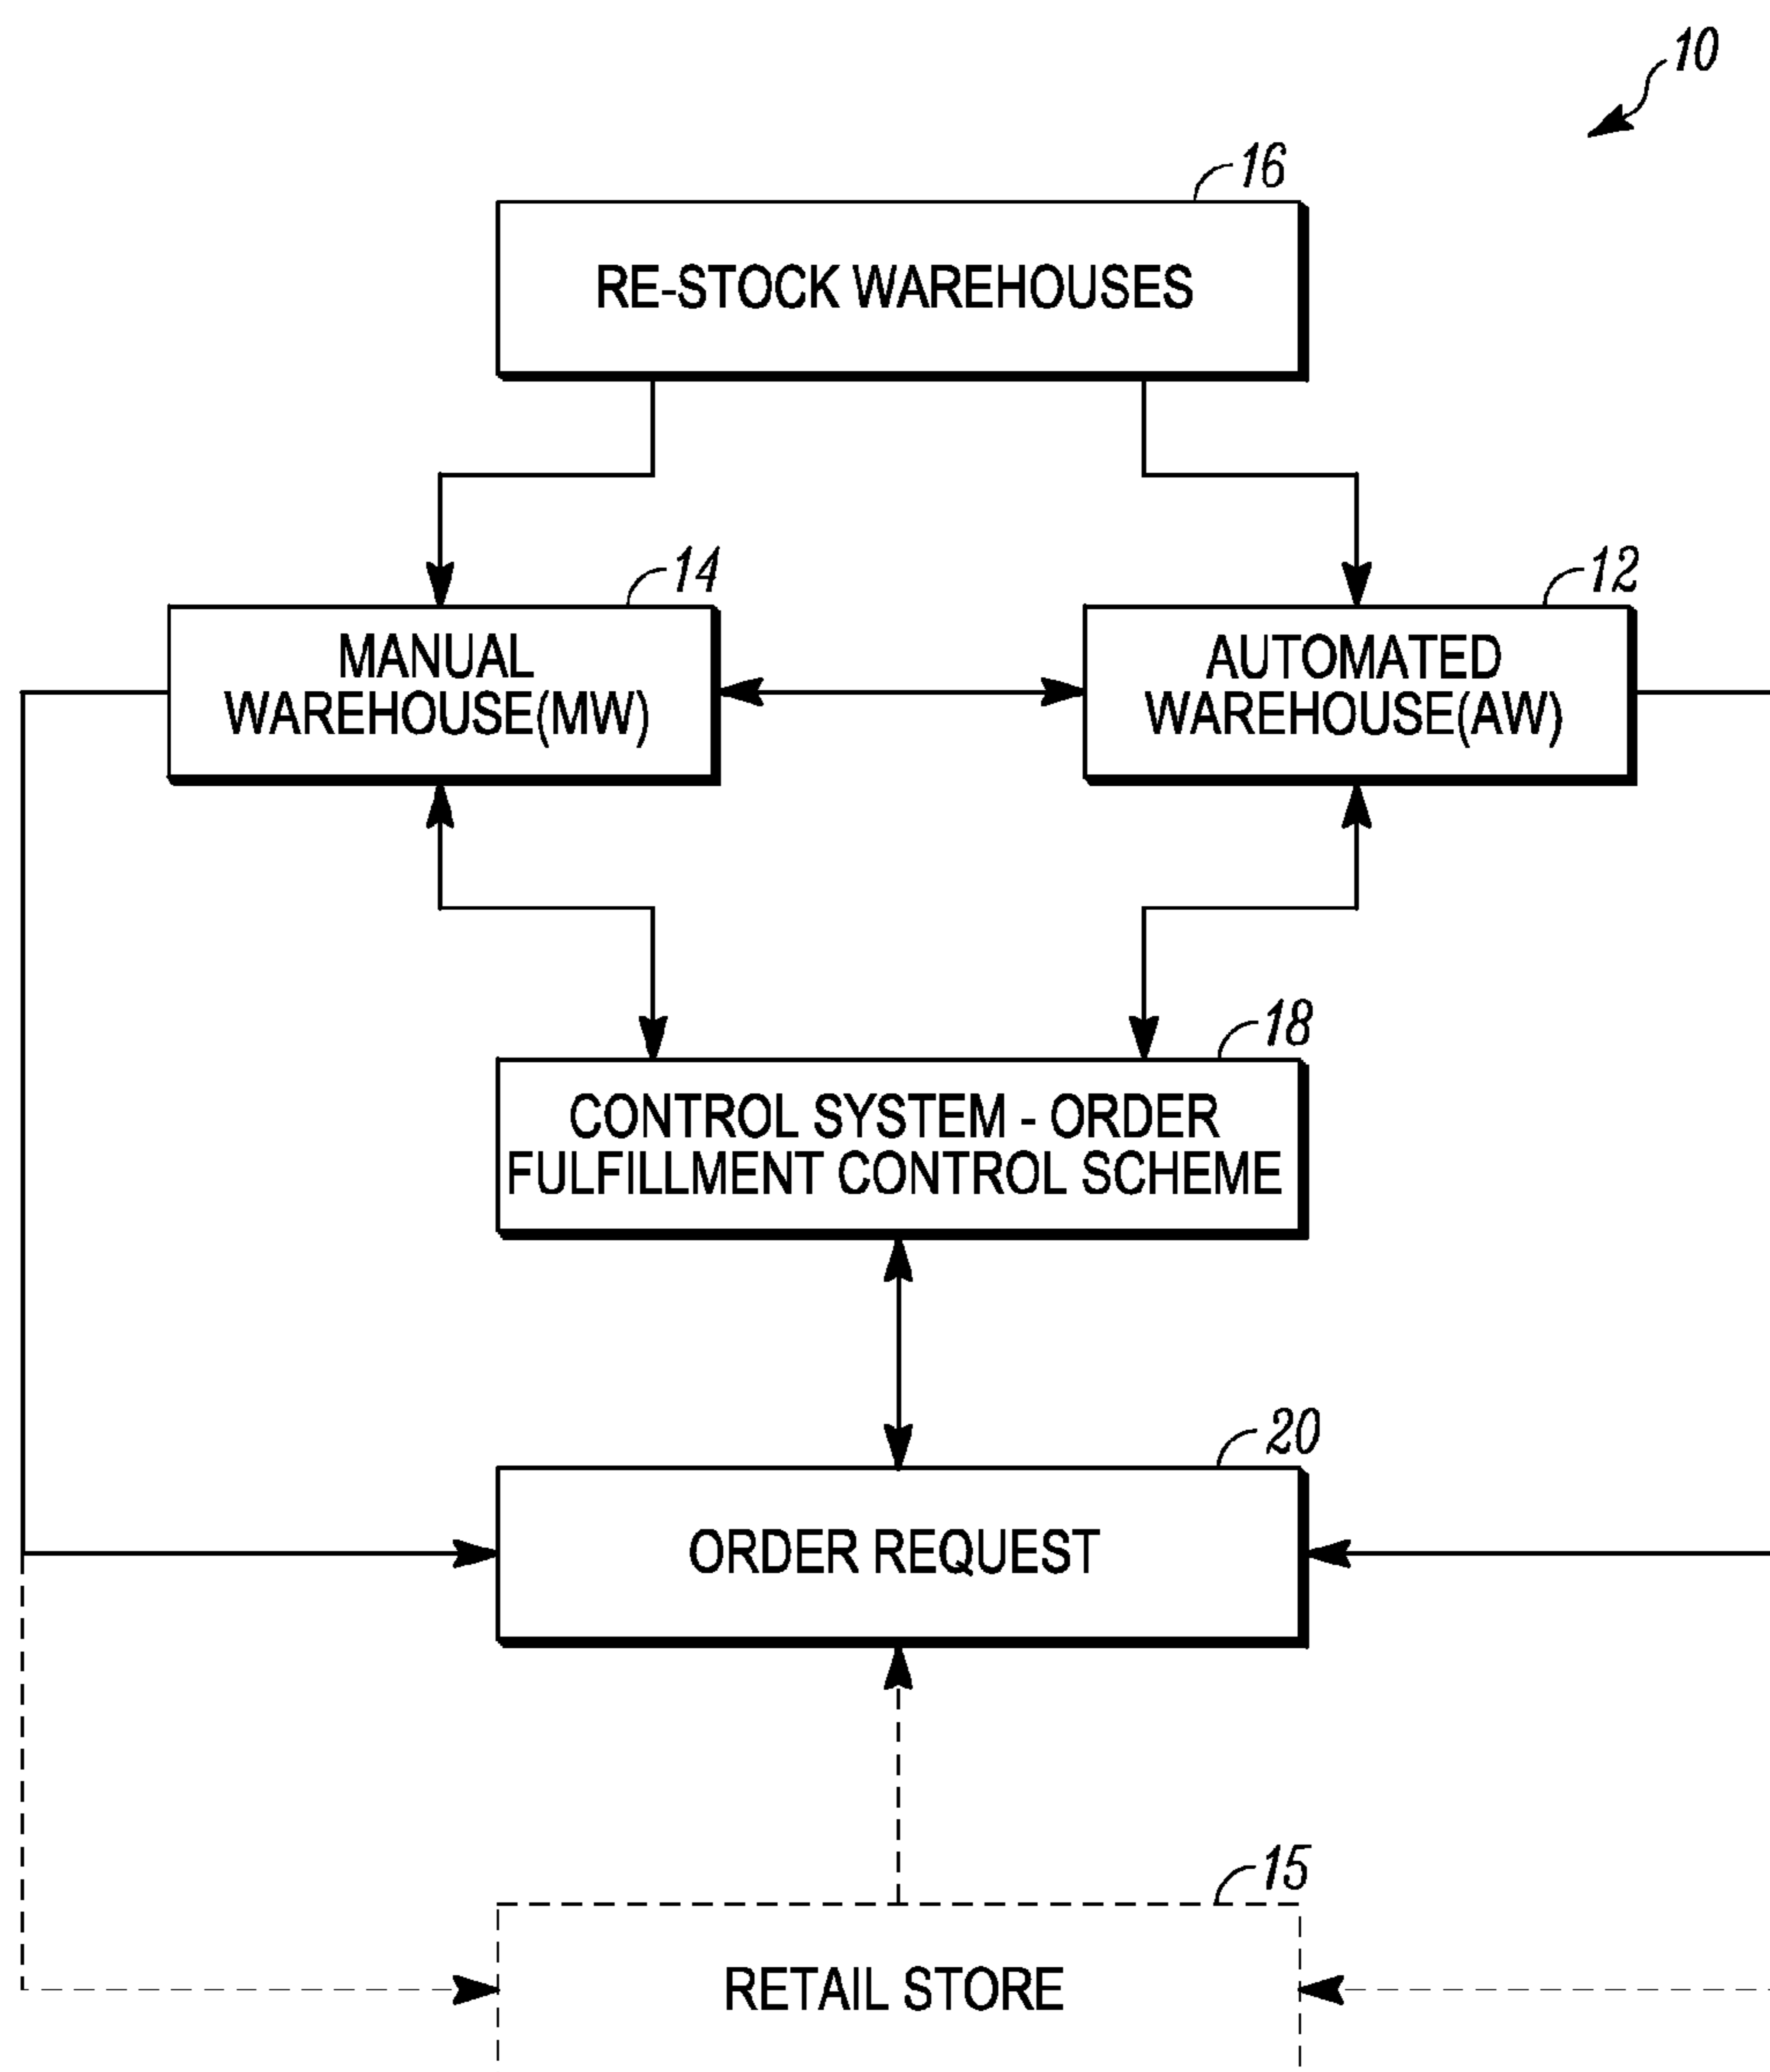 10
16
RE-STOCK WAREHOUSES
14
12
MANUAL
WAREHOUSE(MW)
AUTOMATED
WAREHOUSE(AW)
18
CONTROL SYSTEM - ORDER
FULFILLMENT CONTROL SCHEME
20
ORDER REQUEST
15
RETAIL STORE